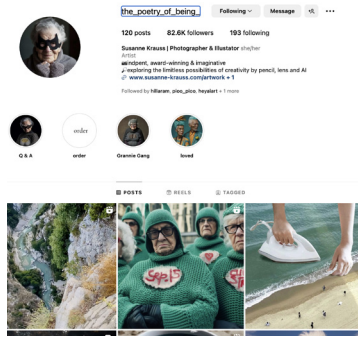 the_poetry_of_being_ Following Message
120 posts 82.6K followers 193 following
Susanne Krauss | Photographer & Illustator she/her
Artist
indpent, award-winning & imaginative
exploring the limitless possibilities of creativity by pencil, lens and AI
www.susanne-krauss.com/artwork + 1
Followed by hillaram, pieo_pico, heyalart + 1 more
order
Q & A order Grannie Gang loved
POSTS REELS TAGGED